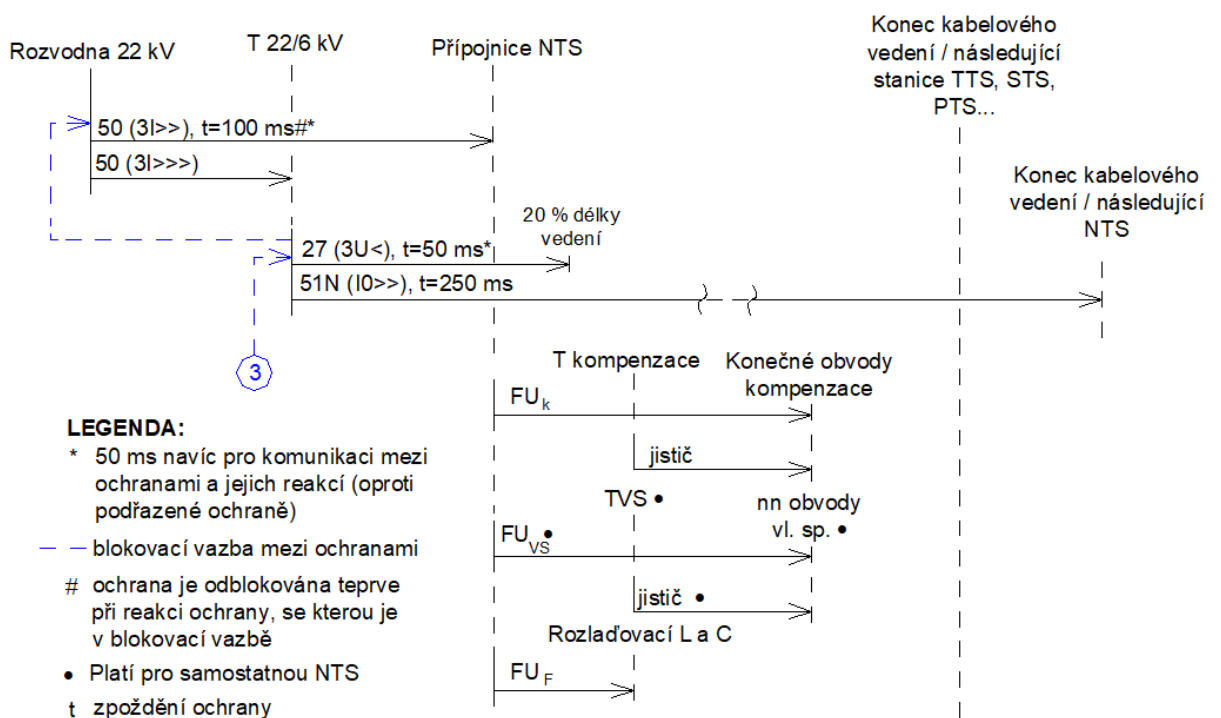 Rozvodna 22 kV
T 22/6 kV
Přípojnice NTS
Konec kabelového
vedení / následující
stanice TTS, STS,
PTS...
50 (3I>>), t=100 ms#*
50 (3I>>>)
Konec kabelového
vedení / následující
NTS
20 % délky
vedení
27 (3U<), t=50 ms*
51N (I0>>), t=250 ms
3
T kompenzace
Konečné obvody
kompenzace
FUk
jistič
TVS •
nn obvody
vl. sp. •
FUVS•
jistič •
Rozlaďovací L a C
FUF
LEGENDA:
* 50 ms navíc pro komunikaci mezi
ochranami a jejich reakcí (oproti
podřazené ochraně)
blokovací vazba mezi ochranami
# ochrana je odblokována teprve
při reakci ochrany, se kterou je
v blokovací vazbě
• Platí pro samostatnou NTS
t zpoždění ochrany